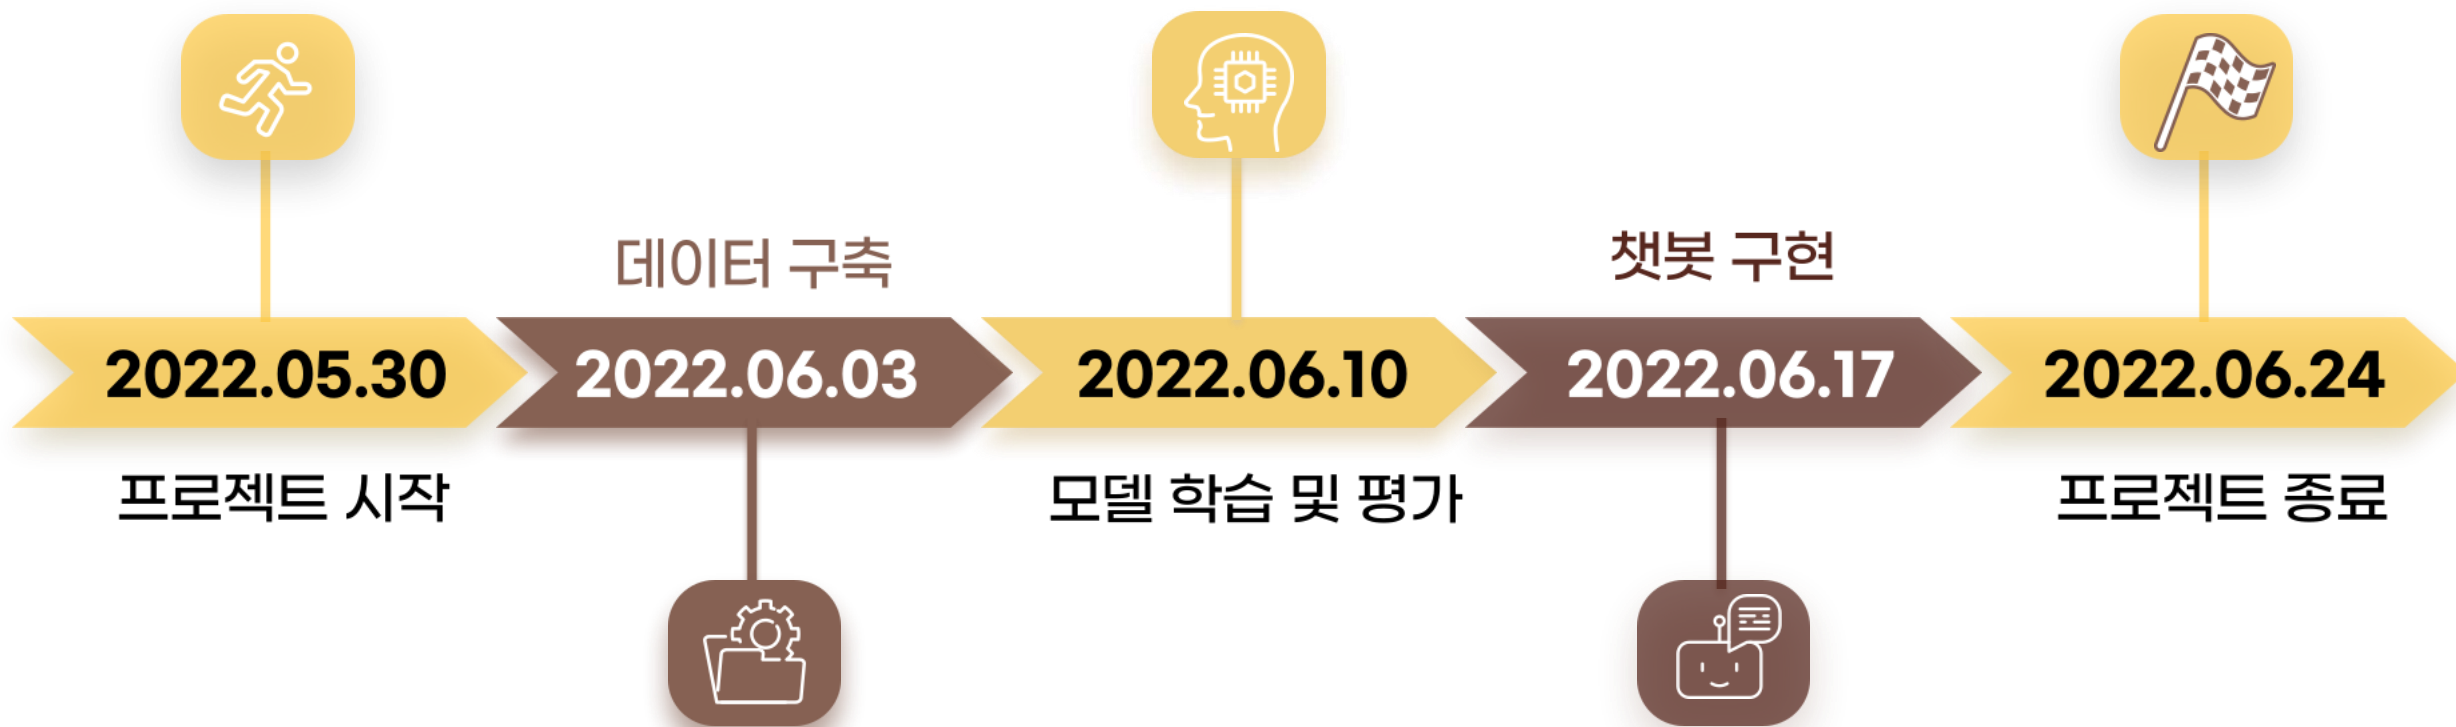 데이터 구축
챗봇 구현
2022.05.30
2022.06.03
2022.06.10
2022.06.17
2022.06.24
프로젝트 시작
모델 학습 및 평가
프로젝트 종료